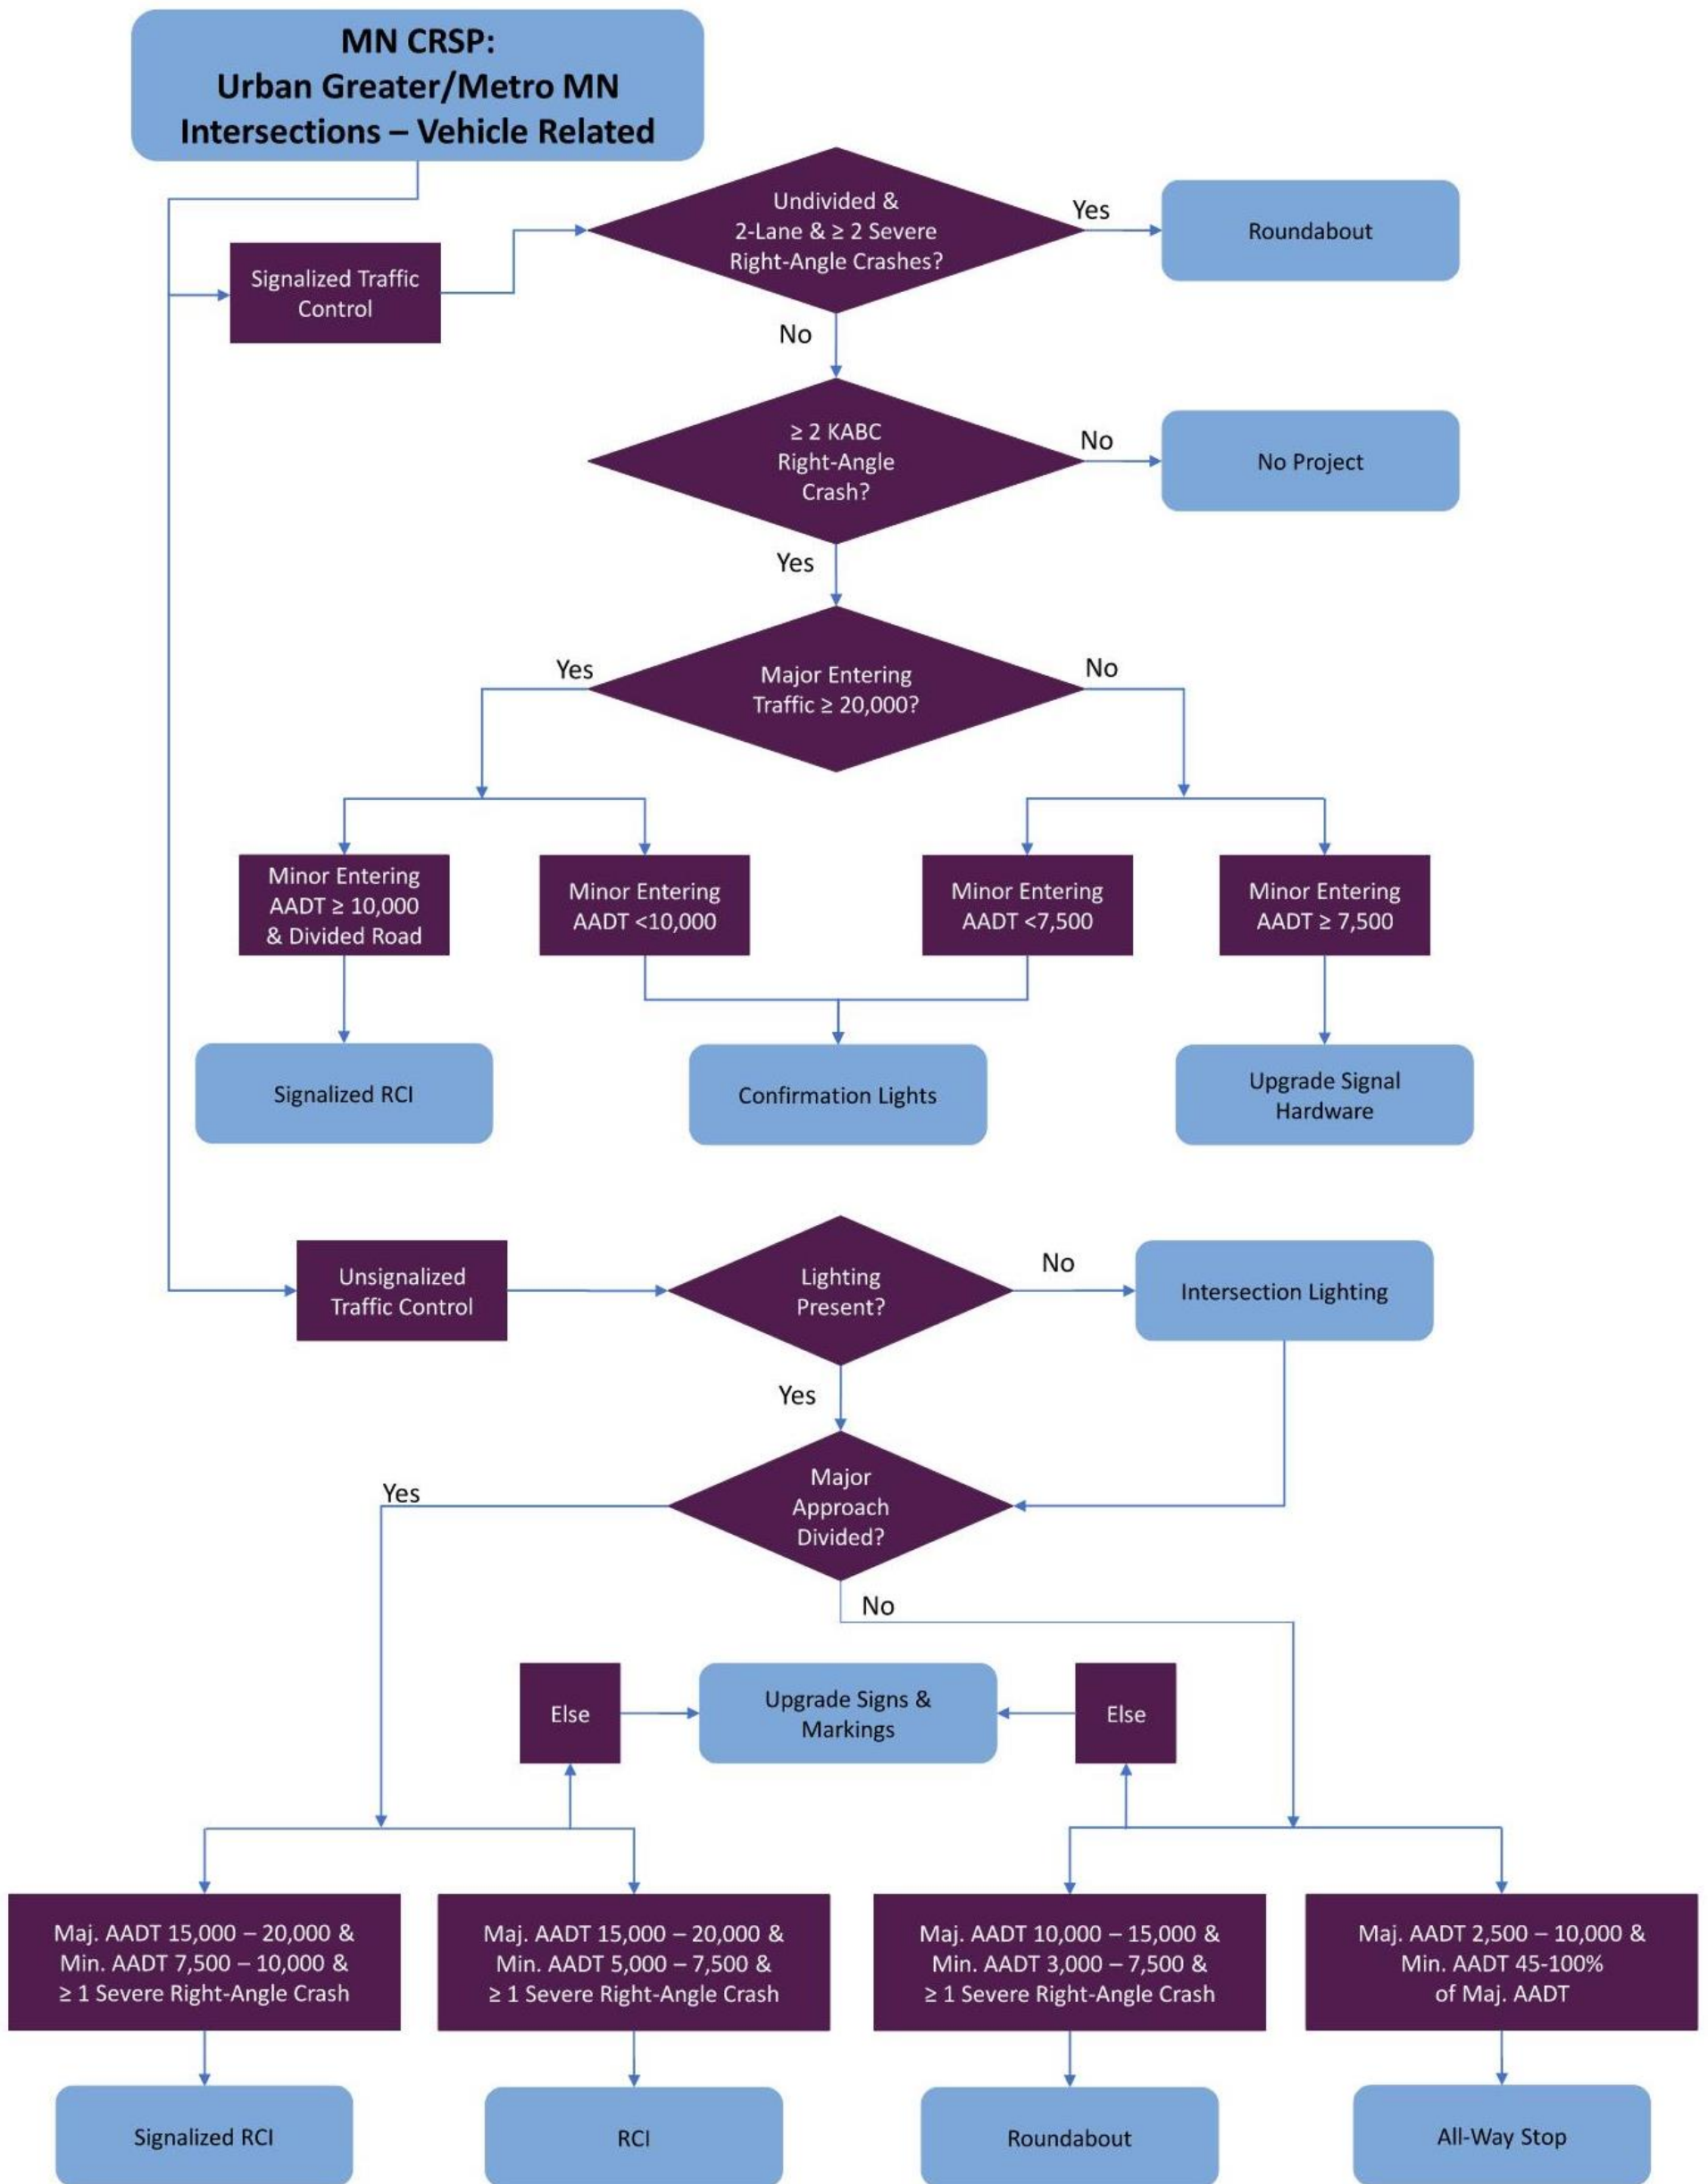 MN CRSP:
Urban Greater/Metro MN
Intersections – Vehicle Related
Undivided &
2-Lane & ≥ 2 Severe
Right-Angle Crashes?
Yes
Roundabout
Signalized Traffic
Control
No
≥ 2 KABC
Right-Angle
Crash?
No
No Project
Yes
Major Entering
Traffic ≥ 20,000?
Yes
No
Minor Entering
AADT ≥ 10,000
& Divided Road
Minor Entering
AADT <10,000
Minor Entering
AADT <7,500
Minor Entering
AADT ≥ 7,500
Signalized RCI
Confirmation Lights
Upgrade Signal
Hardware
Unsignalized
Traffic Control
Lighting
Present?
No
Intersection Lighting
Yes
Major
Approach
Divided?
Yes
No
Else
Upgrade Signs &
Markings
Else
Maj. AADT 15,000 – 20,000 &
Min. AADT 7,500 – 10,000 &
≥ 1 Severe Right-Angle Crash
Maj. AADT 15,000 – 20,000 &
Min. AADT 5,000 – 7,500 &
≥ 1 Severe Right-Angle Crash
Maj. AADT 10,000 – 15,000 &
Min. AADT 3,000 – 7,500 &
≥ 1 Severe Right-Angle Crash
Maj. AADT 2,500 – 10,000 &
Min. AADT 45-100%
of Maj. AADT
Signalized RCI
RCI
Roundabout
All-Way Stop